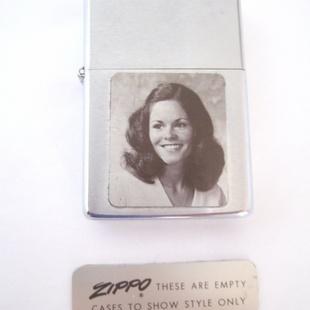 ZIPPO® THESE ARE EMPTY
CASES TO SHOW STYLE ONLY